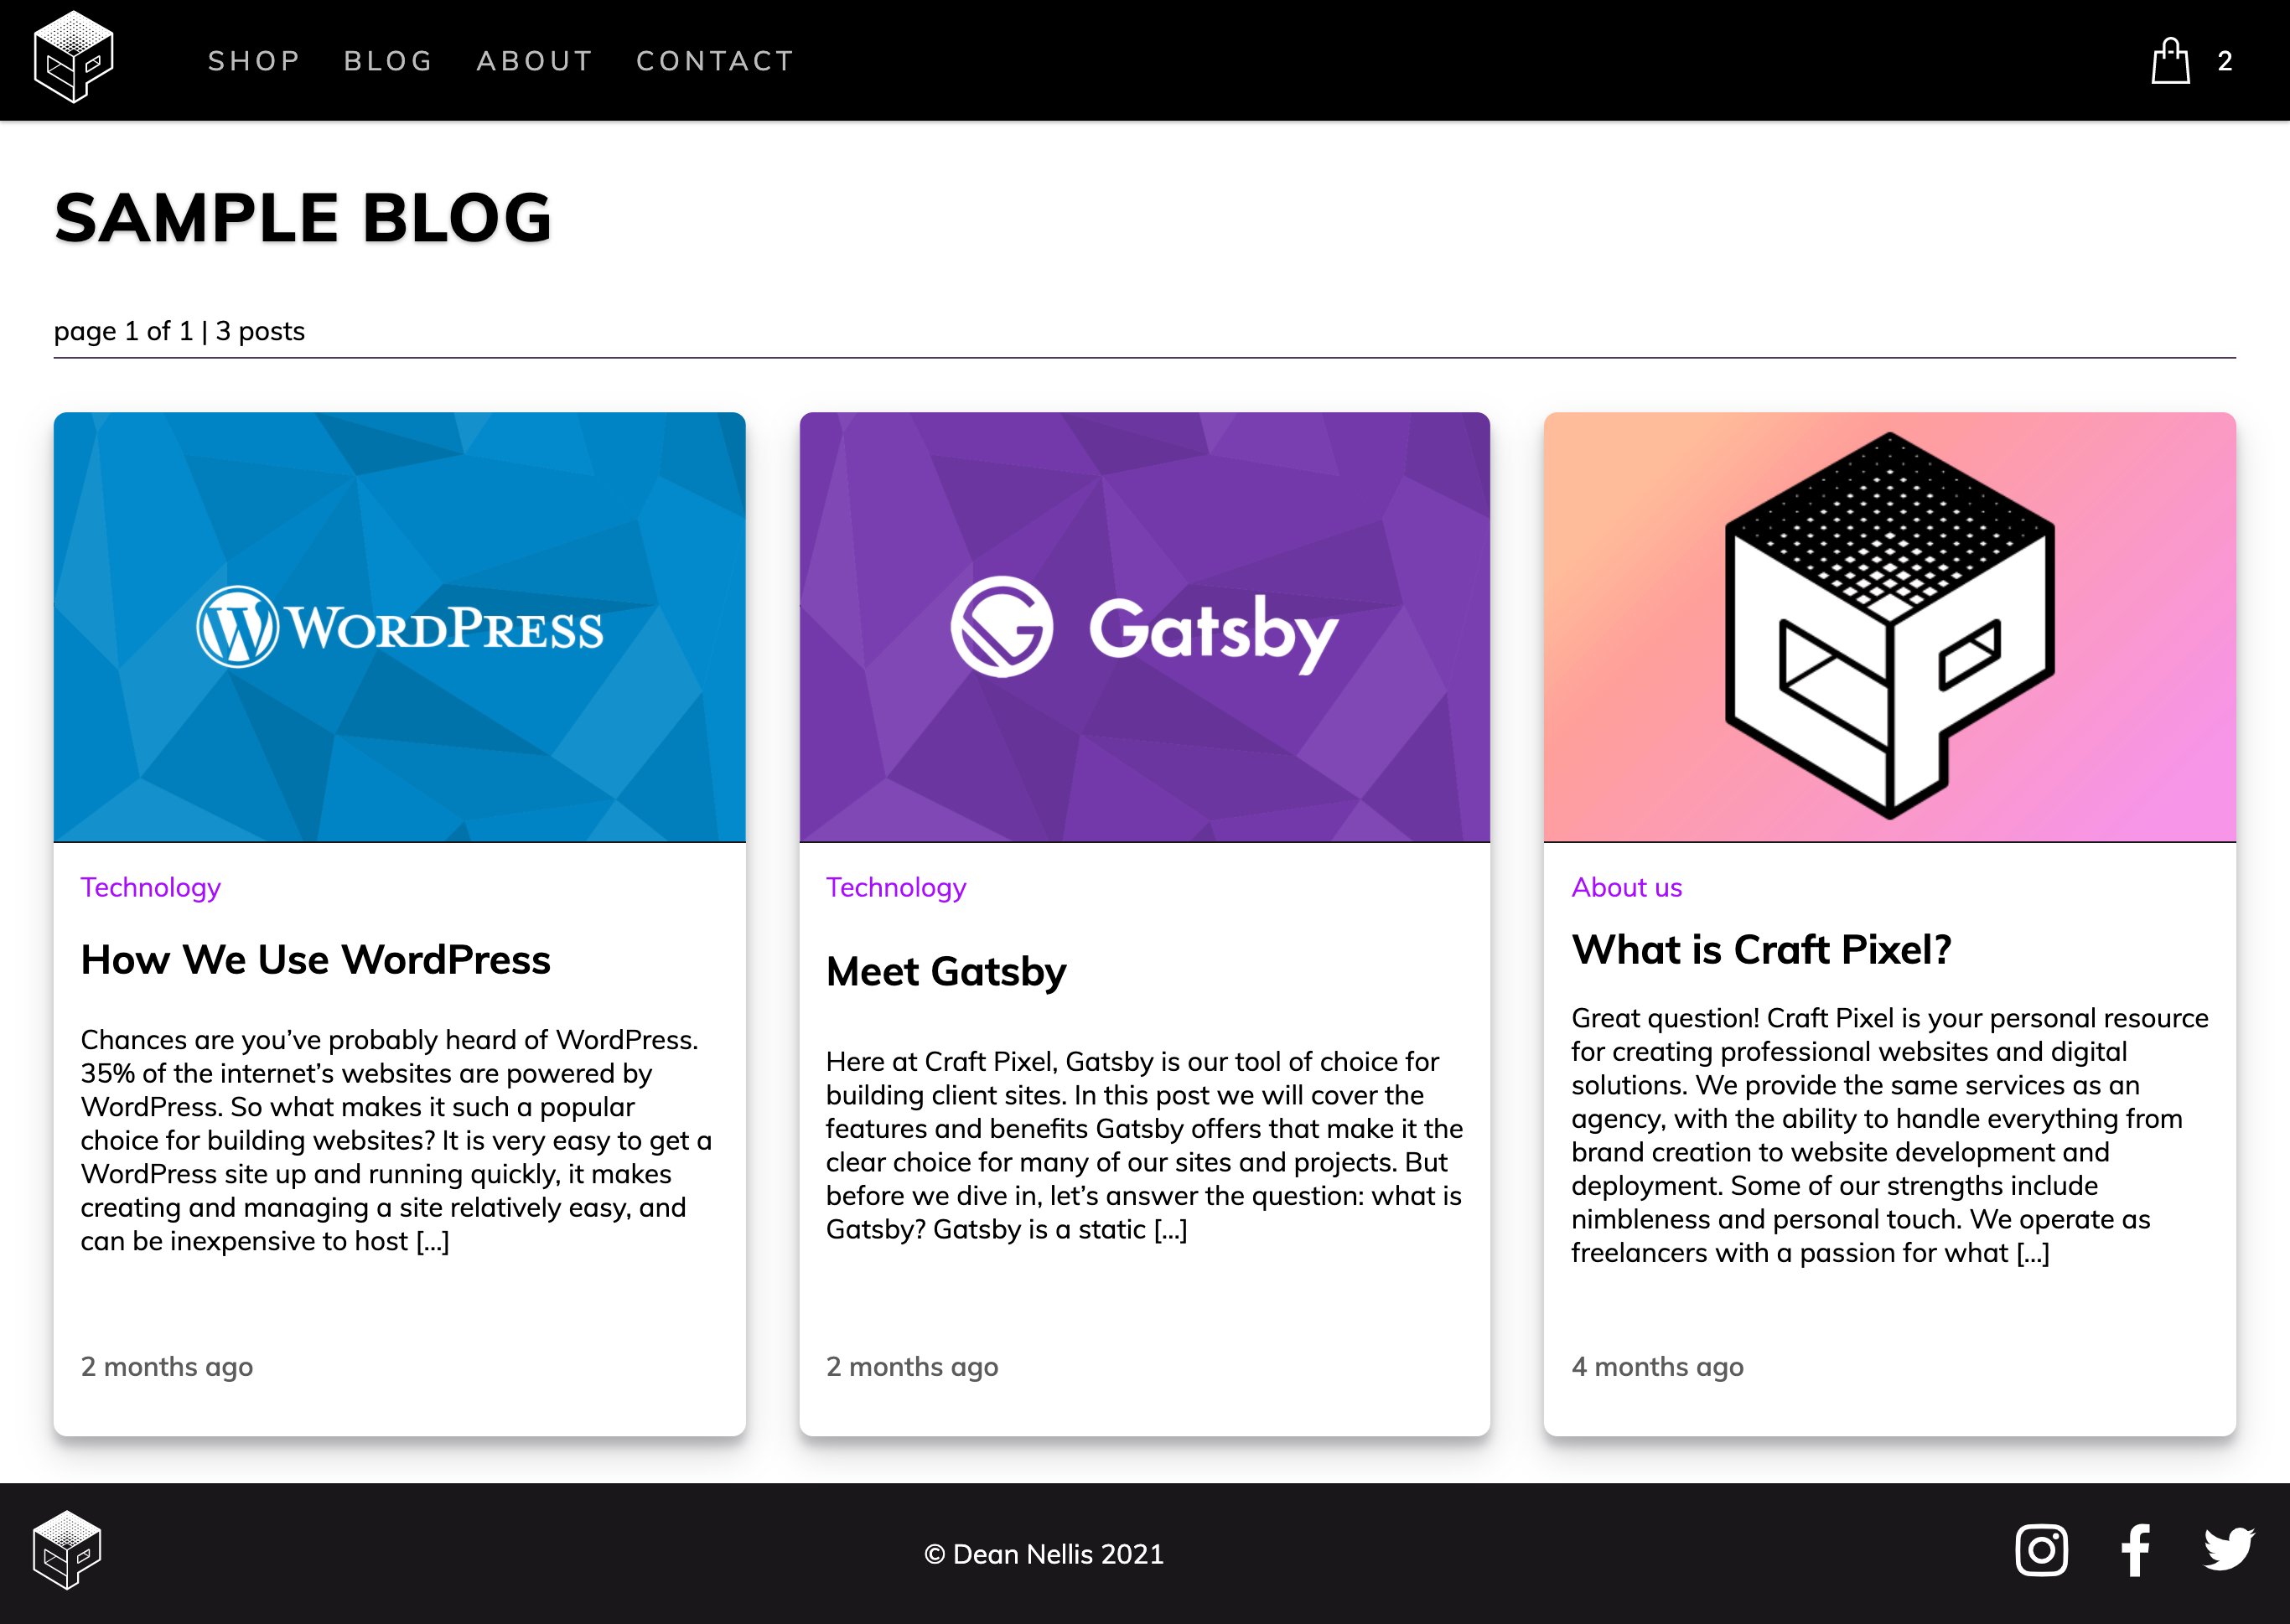 SHOP BLOG ABOUT CONTACT 2
SAMPLE BLOG
page 1 of 1 | 3 posts
WORDPRESS
Technology
How We Use WordPress
Chances are you’ve probably heard of WordPress.
35% of the internet’s websites are powered by
WordPress. So what makes it such a popular
choice for building websites? It is very easy to get a
WordPress site up and running quickly, it makes
creating and managing a site relatively easy, and
can be inexpensive to host [...]
2 months ago
Gatsby
Technology
Meet Gatsby
Here at Craft Pixel, Gatsby is our tool of choice for
building client sites. In this post we will cover the
features and benefits Gatsby offers that make it the
clear choice for many of our sites and projects. But
before we dive in, let’s answer the question: what is
Gatsby? Gatsby is a static [...]
2 months ago
About us
What is Craft Pixel?
Great question! Craft Pixel is your personal resource
for creating professional websites and digital
solutions. We provide the same services as an
agency, with the ability to handle everything from
brand creation to website development and
deployment. Some of our strengths include
nimbleness and personal touch. We operate as
freelancers with a passion for what [...]
4 months ago
© Dean Nellis 2021